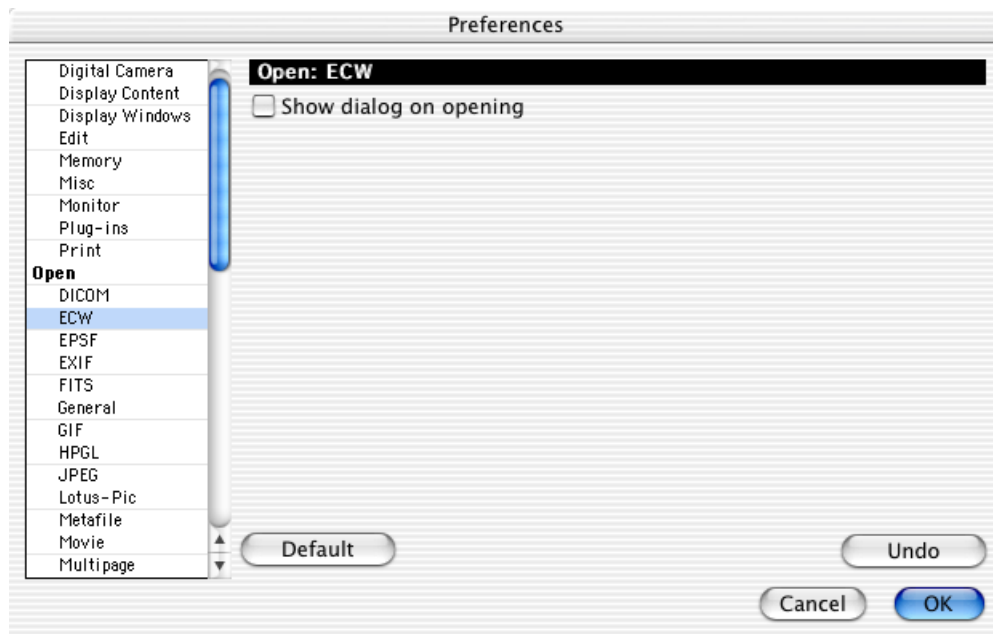 Preferences
Digital Camera
Display Content
Display Windows
Edit
Memory
Misc
Monitor
Plug-ins
Print
Open
DICOM
ECW
EPSF
EXIF
FITS
General
GIF
HPGL
JPEG
Lotus-Pic
Metafile
Movie
Multipage
Open: ECW
Show dialog on opening
Default
Undo
Cancel
OK